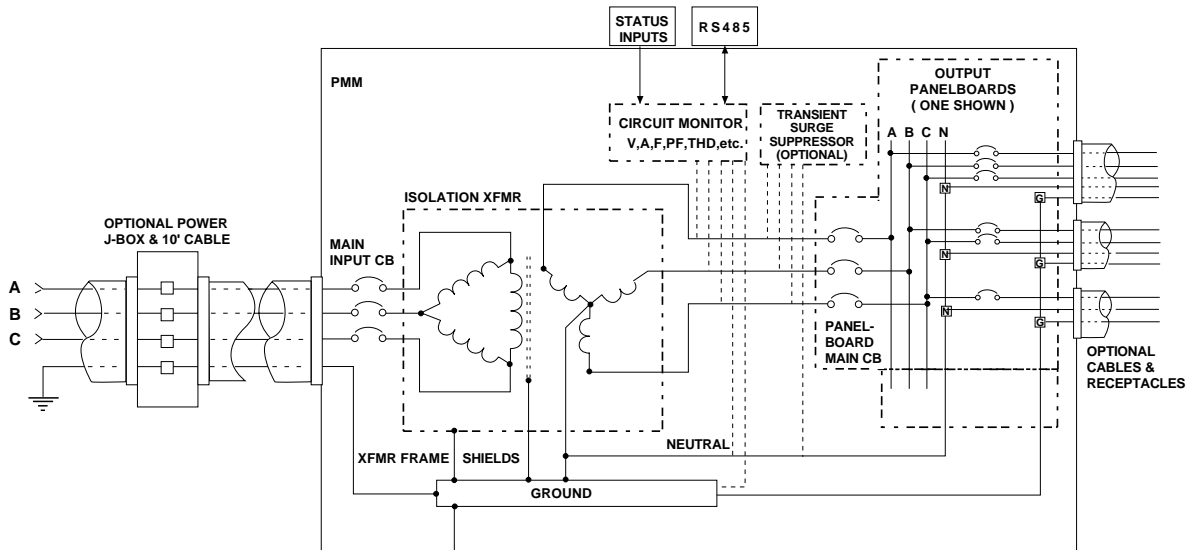 STATUS
INPUTS
RS485
PMM
OUTPUT
PANELBOARDS
( ONE SHOWN )
CIRCUIT MONITOR
V,A,F,PF,THD,etc.
TRANSIENT
SURGE
SUPPRESSOR
(OPTIONAL)
A B C N
N
G
ISOLATION XFMR
OPTIONAL POWER
J-BOX & 10' CABLE
MAIN
INPUT CB
N
G
A
B
C
N
G
PANEL-
BOARD
MAIN CB
OPTIONAL
CABLES &
RECEPTACLES
NEUTRAL
XFMR FRAME
SHIELDS
GROUND